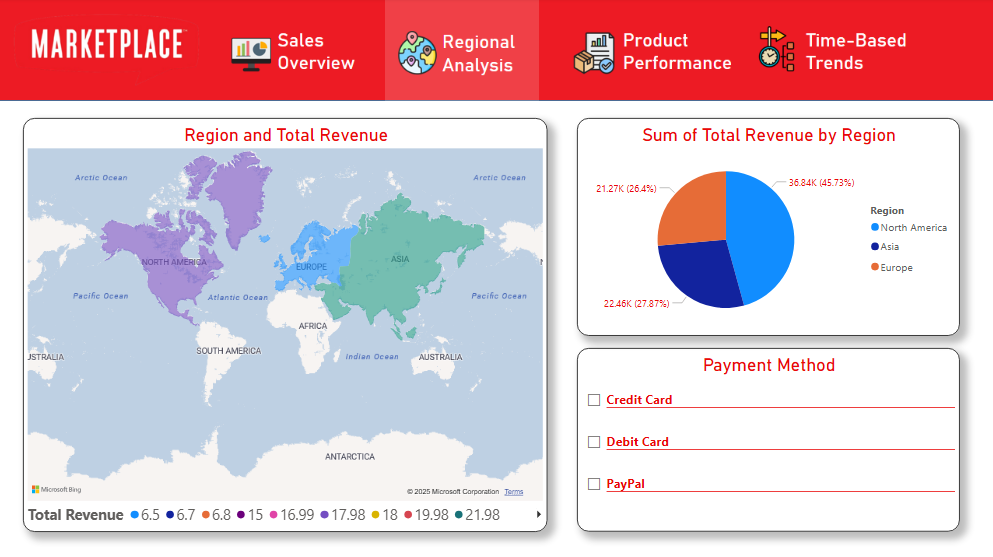 MARKETPLACE
Sales
Overview
Regional
Analysis
Product
Performance
Time-Based
Trends
Region and Total Revenue
Arctic Ocean
Arctic Ocean
NORTH AMERICA
EUROPE
ASIA
Pacific Ocean
Atlantic Ocean
Pacific Ocean
AFRICA
SOUTH AMERICA
Indian Ocean
AUSTRALIA
USTRALIA
ANTARCTICA
Microsoft Bing
© 2025 Microsoft Corporation Terms
Total Revenue 6.5 6.7 6.8 15 16.99 17.98 18 19.98 21.98
Sum of Total Revenue by Region
21.27K (26.4%)
36.84K (45.73%)
22.46K (27.87%)
Region
North America
Asia
Europe
Payment Method
Credit Card
Debit Card
PayPal